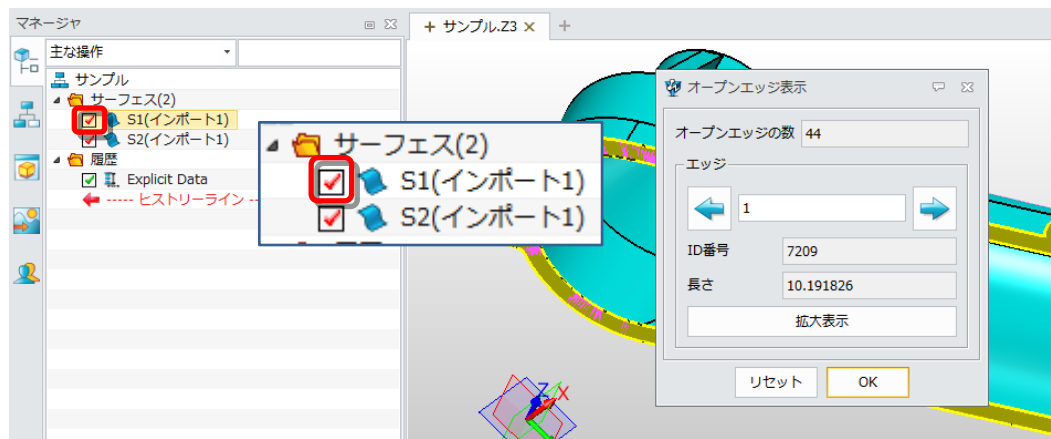 マネージャ
主な操作
サンプル
サーフェス(2)
S1(インポート1)
S2(インポート1)
履歴
Explicit Data
----- ヒストリーライン --
サーフェス(2)
S1(インポート1)
S2(インポート1)
サンプル.Z3
オープンエッジ表示
オープンエッジの数 44
エッジ
1
ID番号 7209
長さ 10.191826
拡大表示
リセット OK
Z X